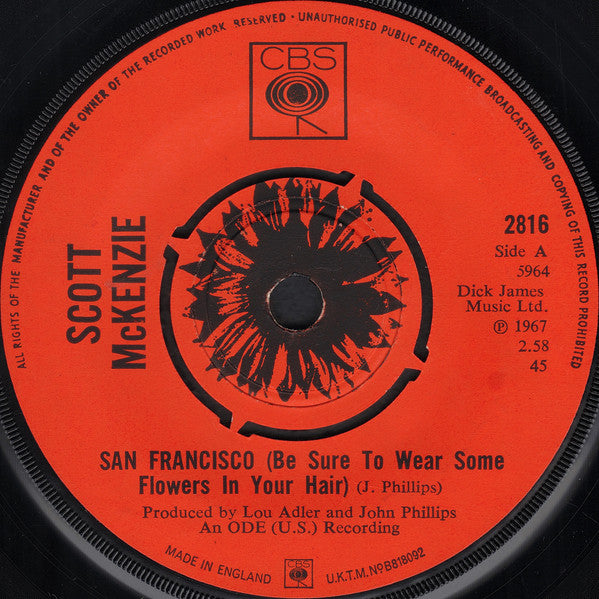 ALL RIGHTS OF THE MANUFACTURER AND OF THE OWNER OF THE RECORDED WORK RESERVED · UNAUTHORISED PUBLIC PERFORMANCE BROADCASTING AND COPYING OF THIS RECORD PROHIBITED
CBS
SCOTT
McKENZIE
2816
Side A
5964
Dick James
Music Ltd.
℗ 1967
2.58
45
SAN FRANCISCO (Be Sure To Wear Some
Flowers In Your Hair) (J. Phillips)
Produced by Lou Adler and John Phillips
An ODE (U.S.) Recording
MADE IN ENGLAND
CBS
U.K.T.M. NºB818092